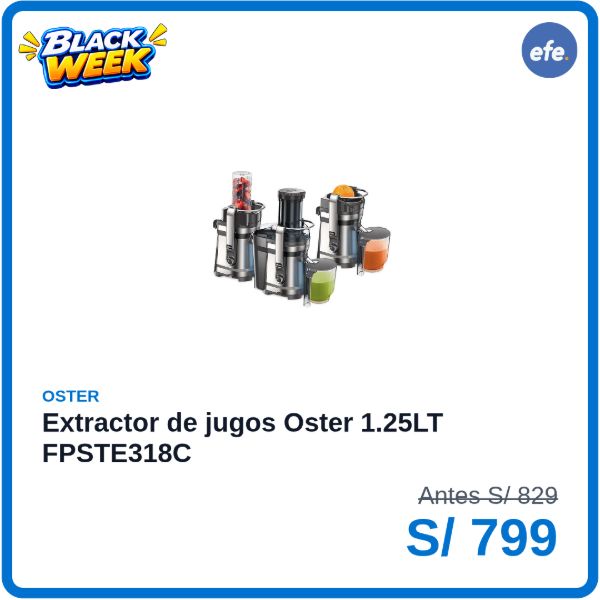 BLACK
WEEK
efe.
OSTER
Extractor de jugos Oster 1.25LT
FPSTE318C
Antes S/ 829
S/ 799